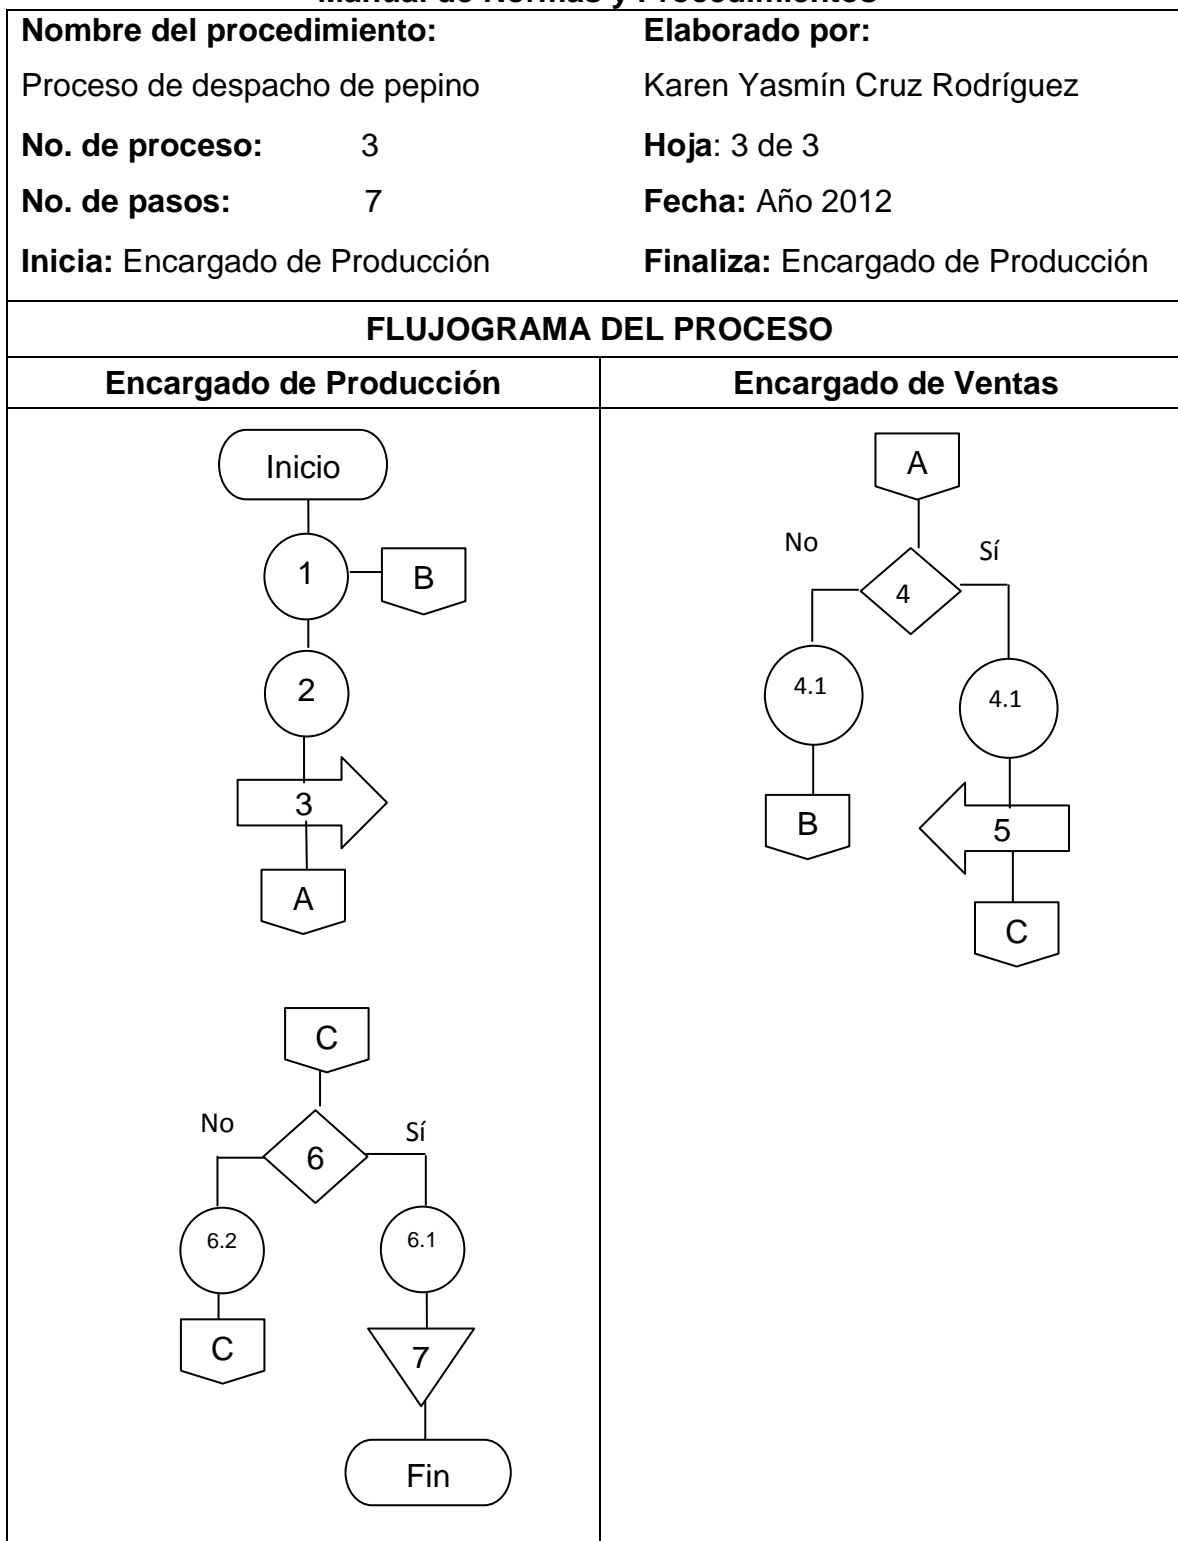 Manual de Normas y Procedimientos
Nombre del procedimiento:
Elaborado por:
Proceso de despacho de pepino
Karen Yasmín Cruz Rodríguez
No. de proceso: 3
Hoja: 3 de 3
No. de pasos: 7
Fecha: Año 2012
Inicia: Encargado de Producción
Finaliza: Encargado de Producción
FLUJOGRAMA DEL PROCESO
Encargado de Producción
Encargado de Ventas
Inicio
1
B
2
3
A
C
No
Sí
6
6.2
6.1
C
7
Fin
A
No
Sí
4
4.1
4.1
B
5
C